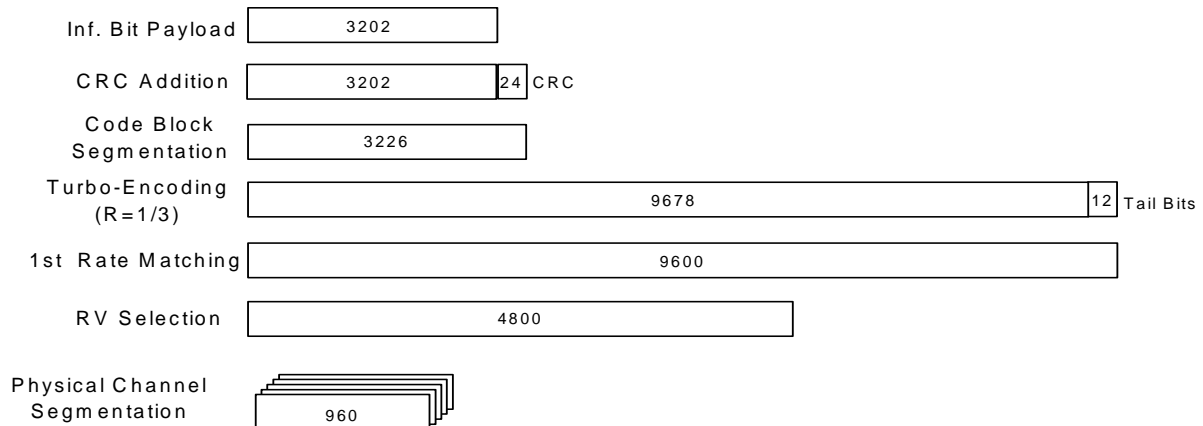 Inf. Bit Payload 3202
CRC Addition 3202 24 CRC
Code Block
Segmentation 3226
Turbo-Encoding
(R=1/3) 9678 12 Tail Bits
1st Rate Matching 9600
RV Selection 4800
Physical Channel
Segmentation 960